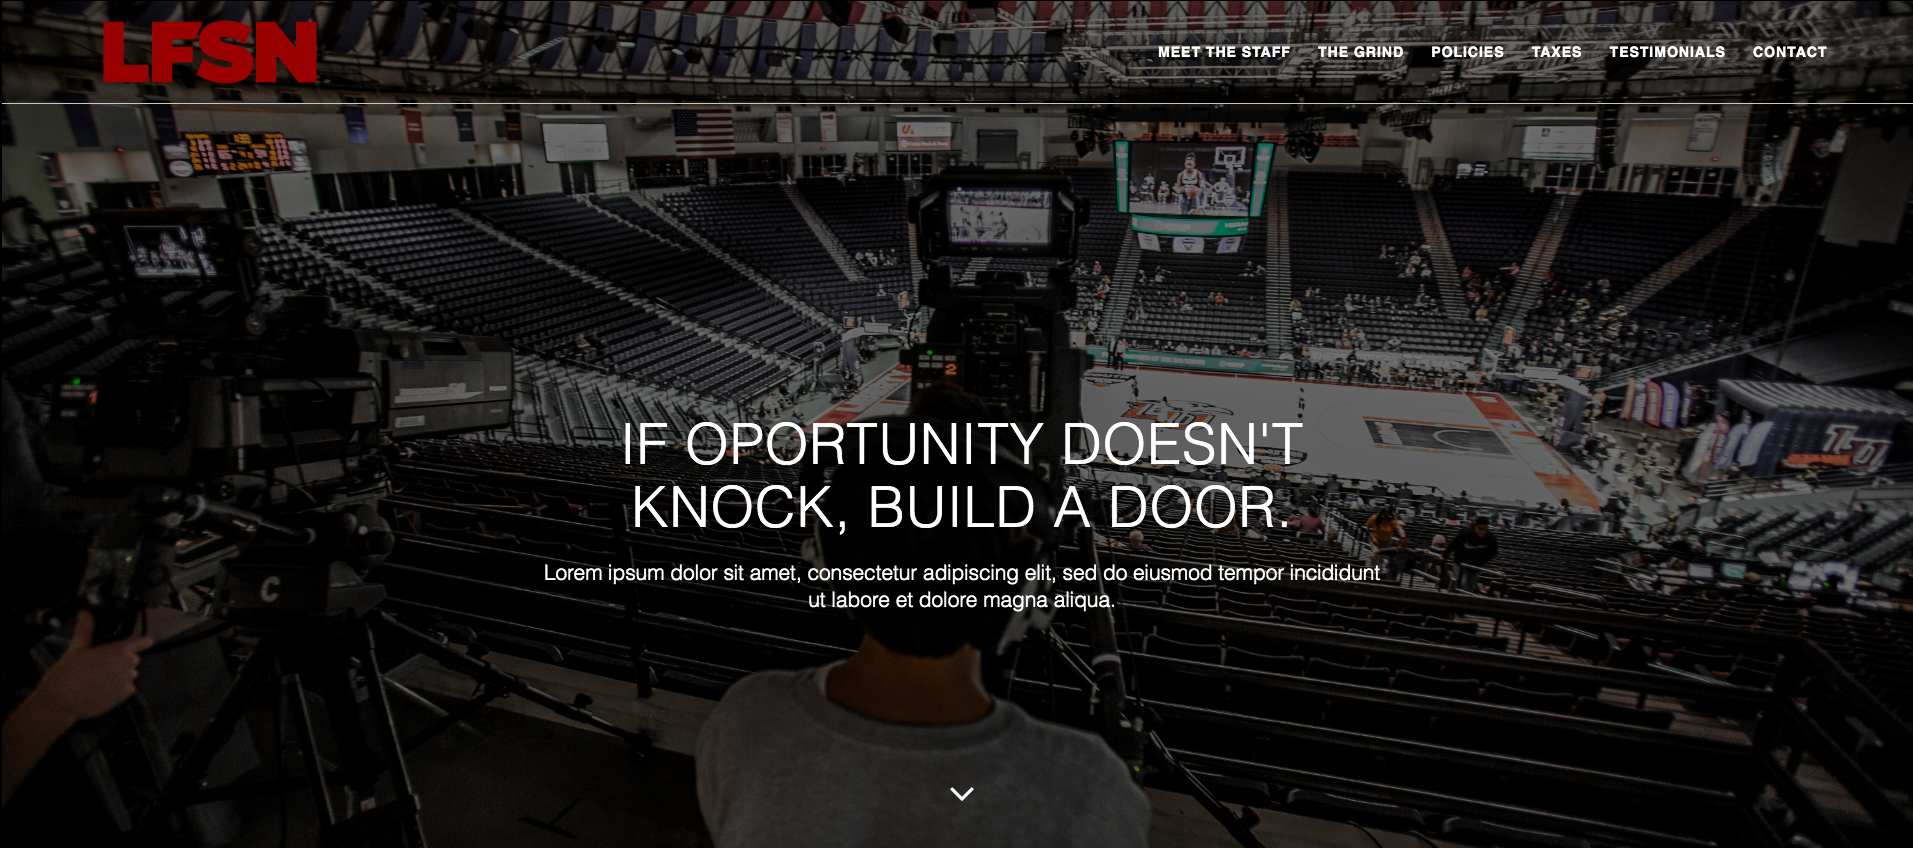 LFSN
MEET THE STAFF THE GRIND POLICIES TAXES TESTIMONIALS CONTACT
2
IF OPORTUNITY DOESN'T
KNOCK, BUILD A DOOR.
Lorem ipsum dolor sit amet, consectetur adipiscing elit, sed do eiusmod tempor incididunt
ut labore et dolore magna aliqua.
C